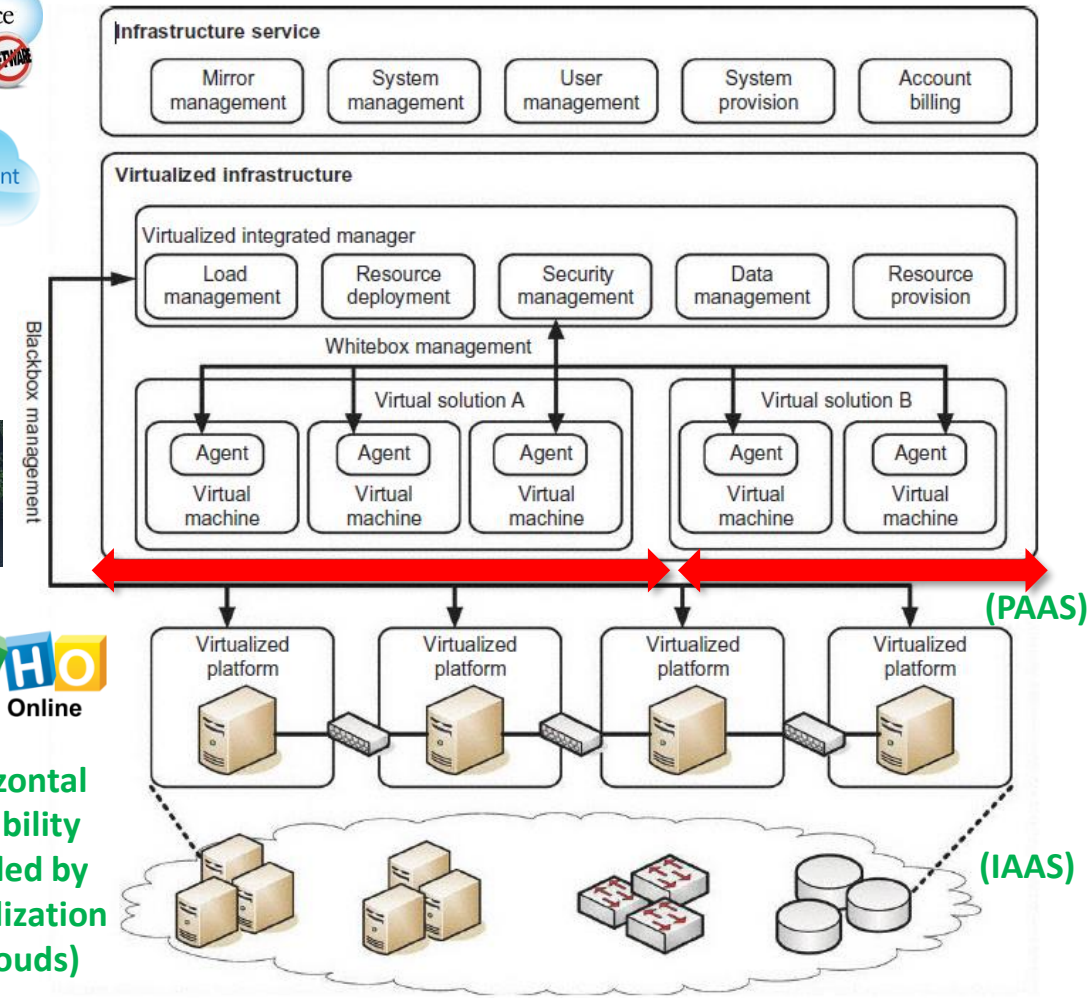 ce
Infrastructure service
Mirror
management
System
management
User
management
System
provision
Account
billing
nt
Virtualized infrastructure
Virtualized integrated manager
Load
management
Resource
deployment
Security
management
Data
management
Resource
provision
Blackbox management
Whitebox management
Virtual solution A
Virtual solution B
Agent
Virtual
machine
Agent
Virtual
machine
Agent
Virtual
machine
Agent
Virtual
machine
Agent
Virtual
machine
(PAAS)
Virtualized
platform
Virtualized
platform
Virtualized
platform
Virtualized
platform
HO
Online
zontal
bility
led by
lization
ouds)
(IAAS)